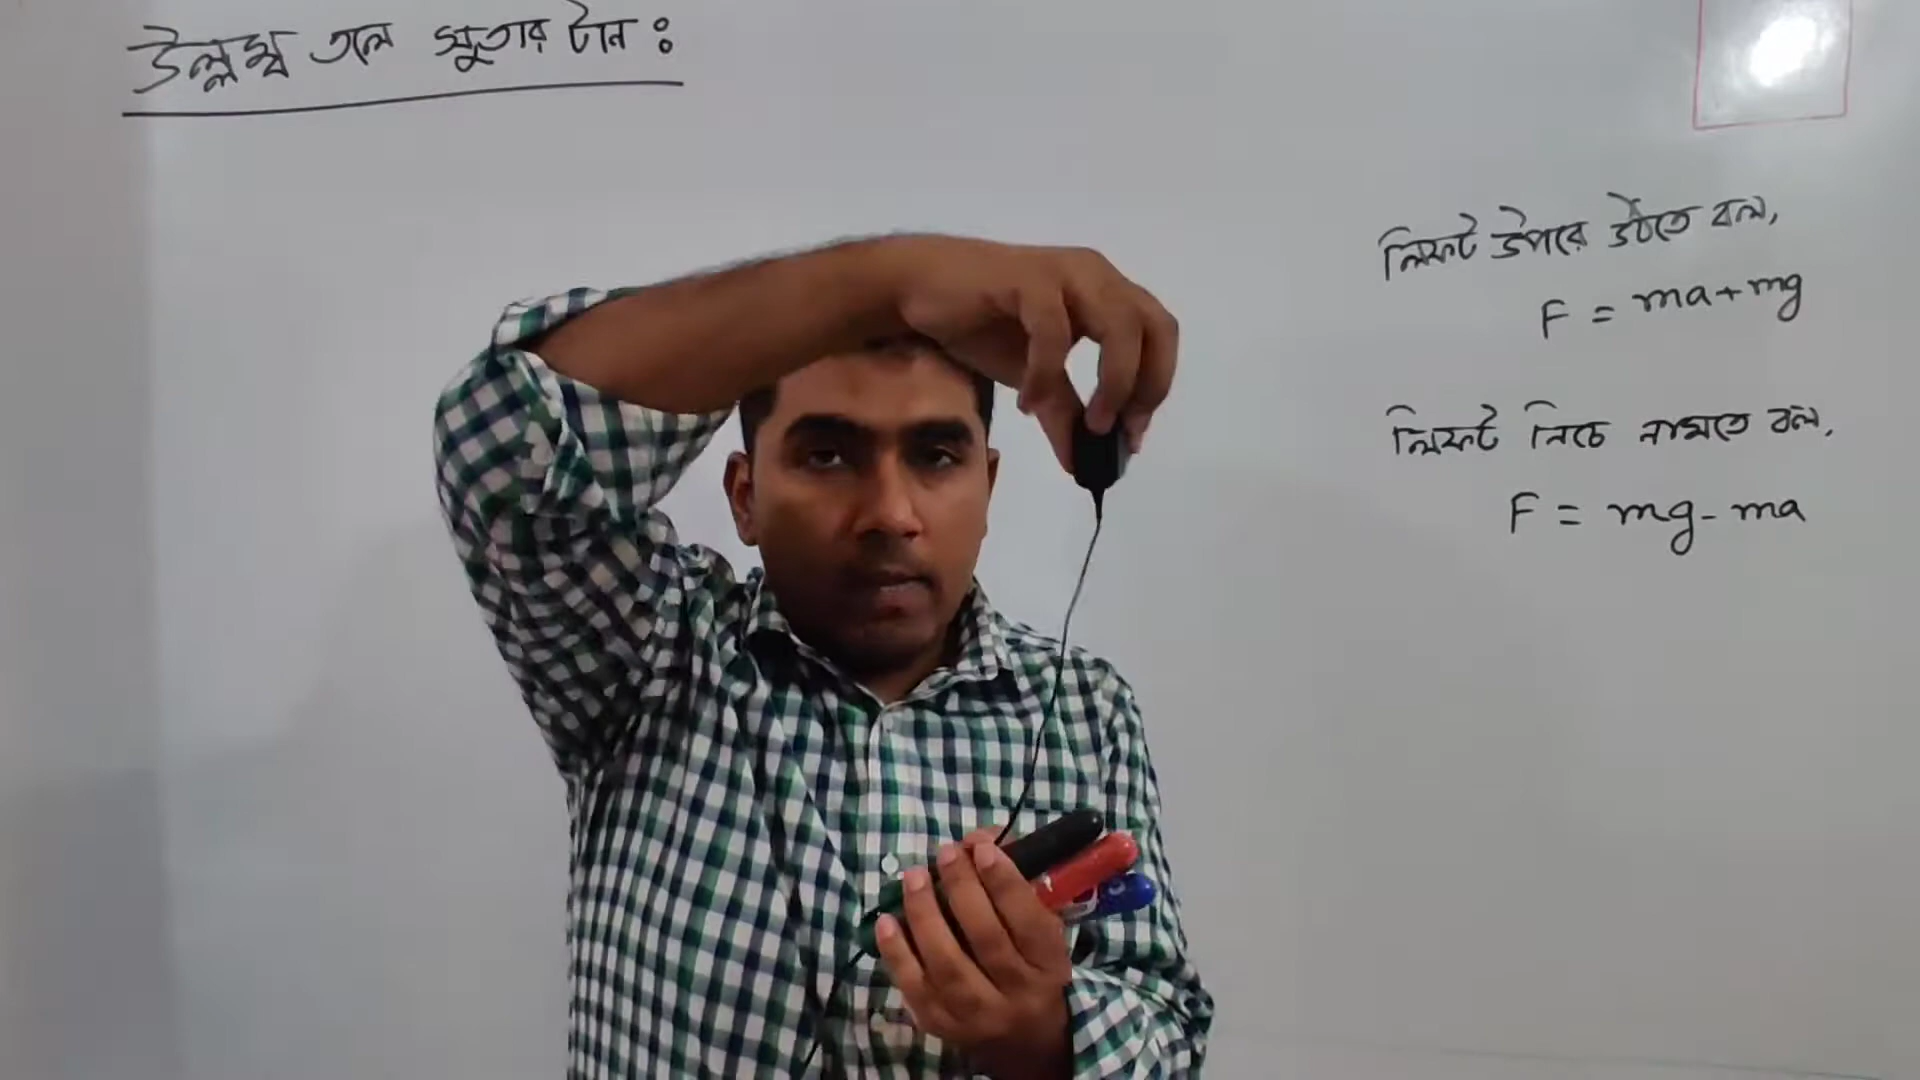 উল্লম্ব তলে সুতার টান :
লিফট উপরে উঠতে বল,
F = ma + mg
লিফট নিচে নামতে বল,
F = mg - ma